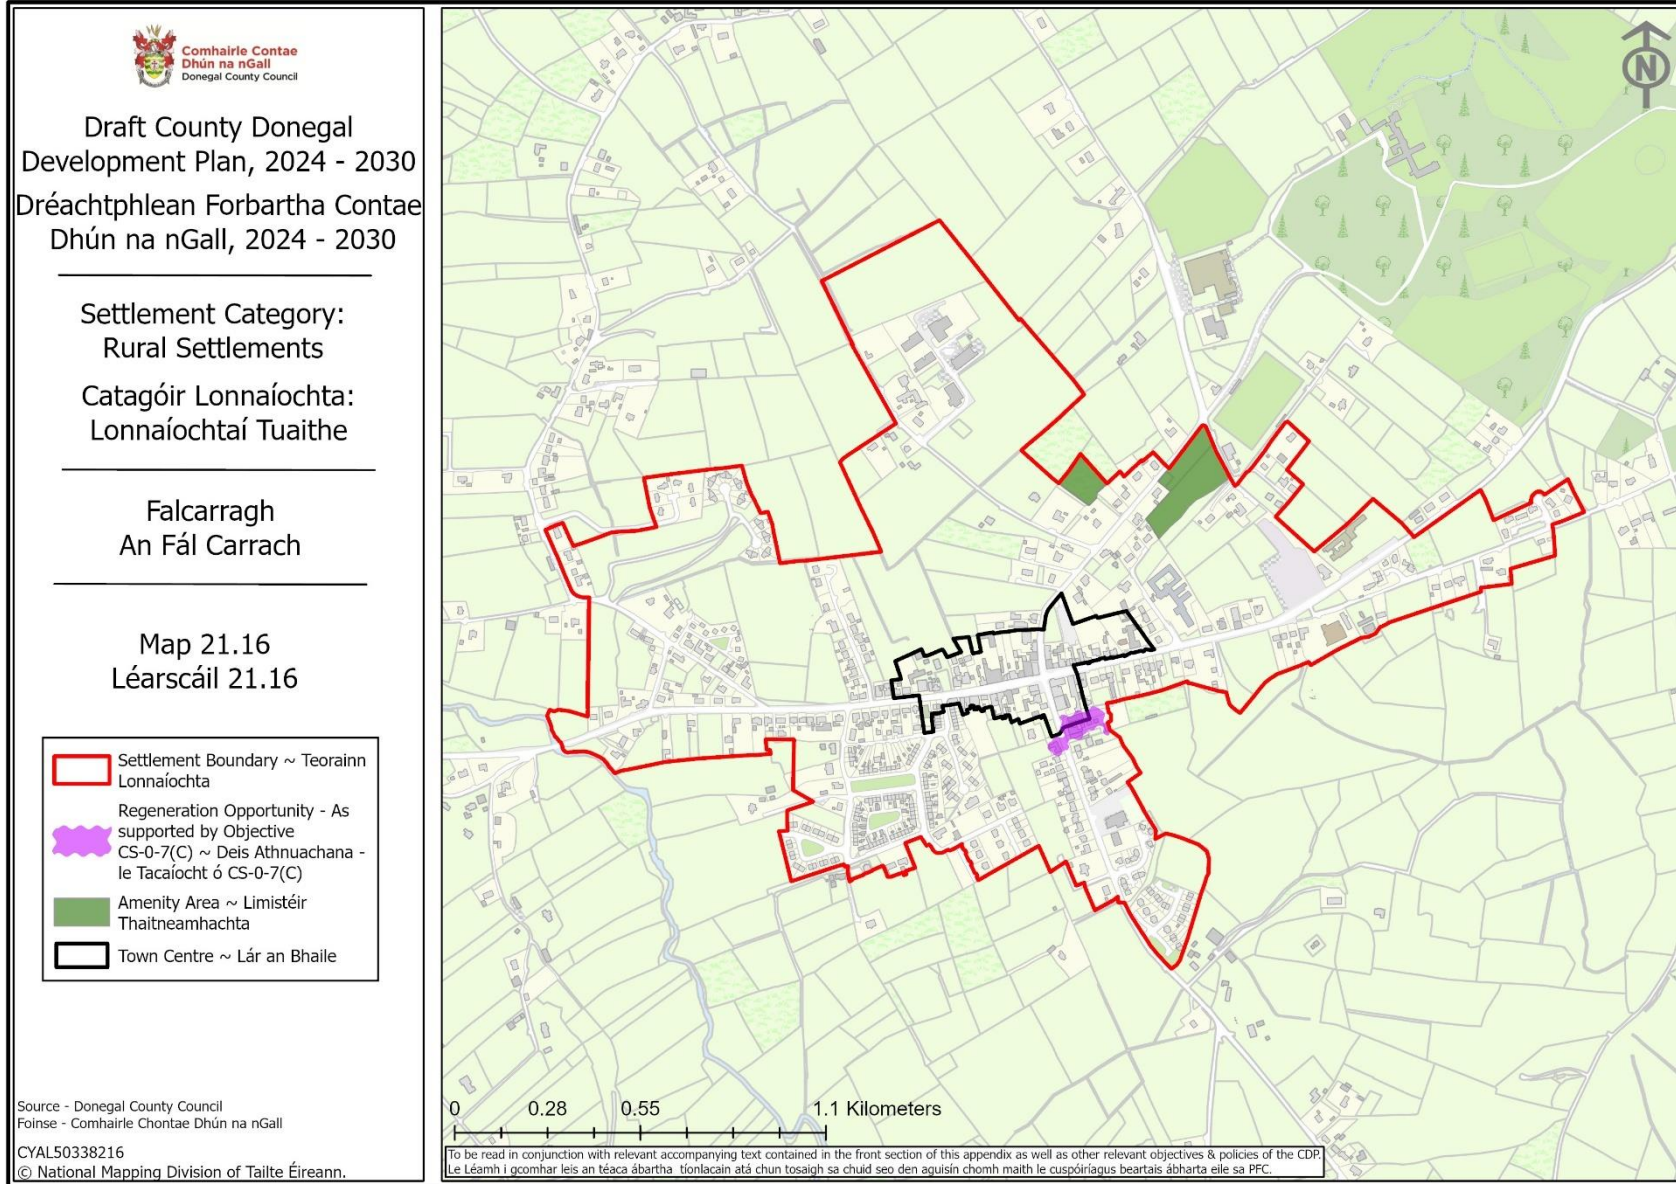 Comhairle Contae
Dhún na nGall
Donegal County Council
Draft County Donegal
Development Plan, 2024 - 2030
Dréachtphlean Forbartha Contae
Dhún na nGall, 2024 - 2030
Settlement Category:
Rural Settlements
Catagóir Lonnaíochta:
Lonnaíochtaí Tuaithe
Falcarragh
An Fál Carrach
Map 21.16
Léarscáil 21.16
Settlement Boundary ~ Teorainn
Lonnaíochta
Regeneration Opportunity - As
supported by Objective
CS-0-7(C) ~ Deis Athnuachana -
le Tacaíocht ó CS-0-7(C)
Amenity Area ~ Limistéir
Thaitneamhachta
Town Centre ~ Lár an Bhaile
Source - Donegal County Council
Foinse - Comhairle Chontae Dhún na nGall
CYAL50338216
© National Mapping Division of Tailte Éireann.
N
0 0.28 0.55 1.1 Kilometers
To be read in conjunction with relevant accompanying text contained in the front section of this appendix as well as other relevant objectives & policies of the CDP.
Le Léamh i gcomhar leis an téaca ábartha tionlacain atá chun tosaigh sa chuid seo den aguisín chomh maith le cuspóiríagus beartais ábharta eile sa PFC.